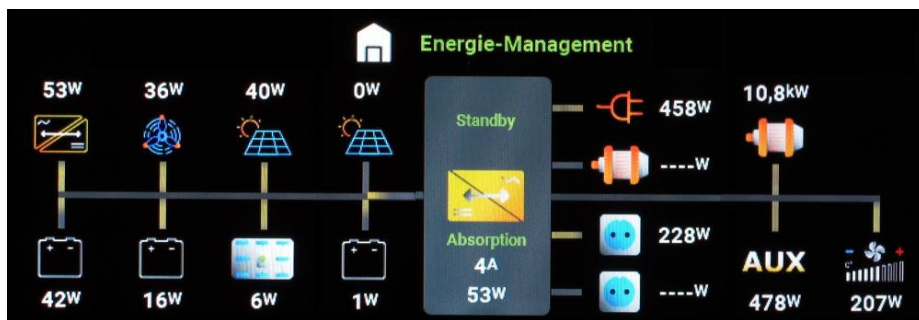 Energie-Management
53W 36W 40W 0W
Standby
458W
10,8kW
----W
Absorption
4A
53W
228W
----W
42W 16W 6W 1W
AUX
478W
C°
207W